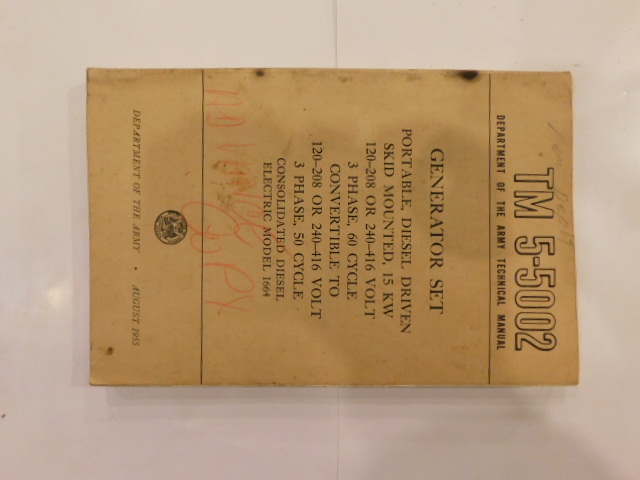 TM 5-5002
DEPARTMENT OF THE ARMY TECHNICAL MANUAL
GENERATOR SET
PORTABLE, DIESEL DRIVEN
SKID MOUNTED, 15 KW
120-208 OR 240-416 VOLT
3 PHASE, 60 CYCLE
CONVERTIBLE TO
120-208 OR 240-416 VOLT
3 PHASE, 50 CYCLE
CONSOLIDATED DIESEL
ELECTRIC MODEL 1664
DEPARTMENT OF THE ARMY • AUGUST 1955